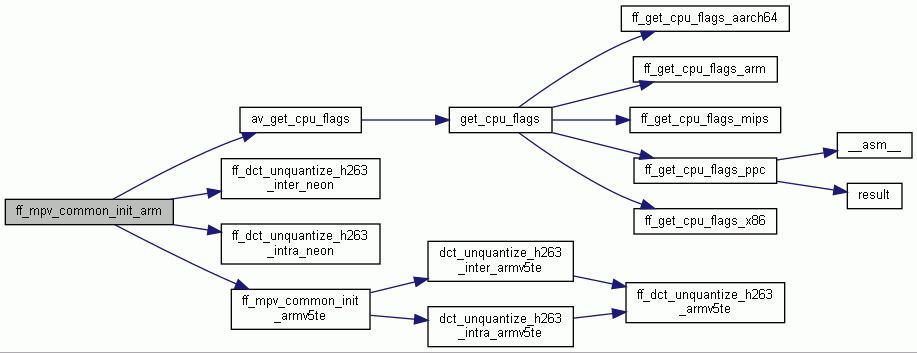 ff_get_cpu_flags_aarch64
ff_get_cpu_flags_arm
av_get_cpu_flags
get_cpu_flags
ff_get_cpu_flags_mips
__asm__
ff_get_cpu_flags_ppc
ff_dct_unquantize_h263
_inter_neon
result
ff_mpv_common_init_arm
ff_get_cpu_flags_x86
ff_dct_unquantize_h263
_intra_neon
dct_unquantize_h263
_inter_armv5te
ff_mpv_common_init
_armv5te
ff_dct_unquantize_h263
_armv5te
dct_unquantize_h263
_intra_armv5te